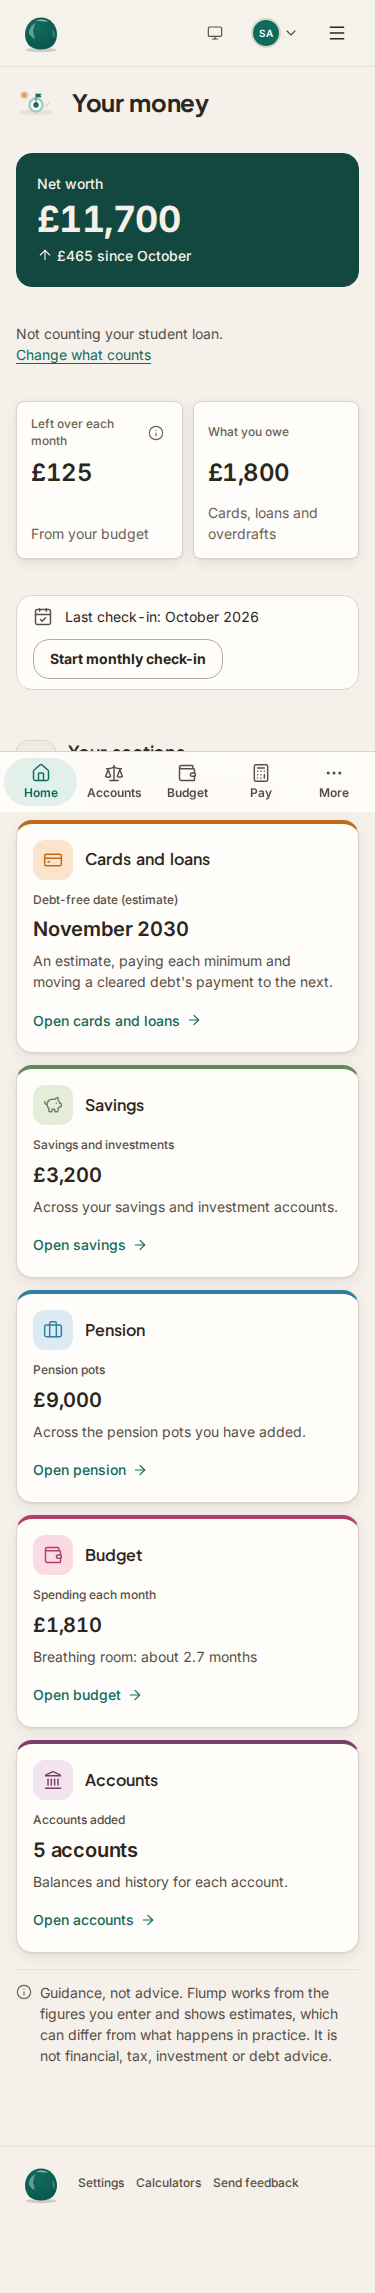 SA
Your money
Net worth
£11,700
↑ £465 since October
Not counting your student loan.
Change what counts
Left over each
month
£125
From your budget
What you owe
£1,800
Cards, loans and
overdrafts
Last check-in: October 2026
Start monthly check-in
Your sections
Home
Accounts
Budget
Pay
More
Cards and loans
Debt-free date (estimate)
November 2030
An estimate, paying each minimum and
moving a cleared debt's payment to the next.
Open cards and loans →
Savings
Savings and investments
£3,200
Across your savings and investment accounts.
Open savings →
Pension
Pension pots
£9,000
Across the pension pots you have added.
Open pension →
Budget
Spending each month
£1,810
Breathing room: about 2.7 months
Open budget →
Accounts
Accounts added
5 accounts
Balances and history for each account.
Open accounts →
Guidance, not advice. Flump works from the
figures you enter and shows estimates, which
can differ from what happens in practice. It is
not financial, tax, investment or debt advice.
Settings
Calculators
Send feedback